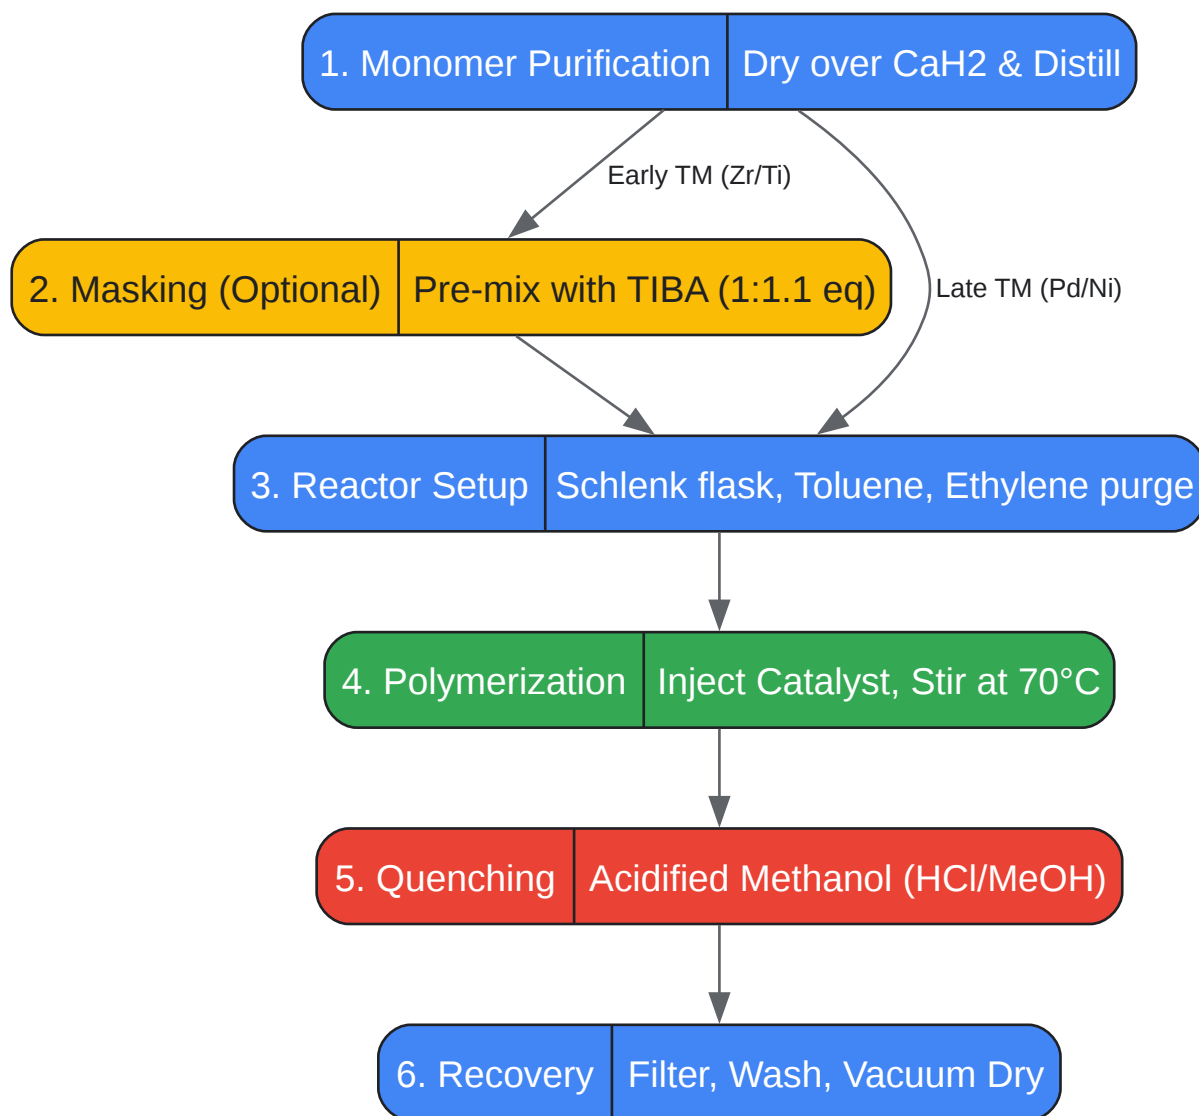 1. Monomer Purification Dry over CaH2 & Distill
Early TM (Zr/Ti)
2. Masking (Optional) Pre-mix with TIBA (1:1.1 eq)
Late TM (Pd/Ni)
3. Reactor Setup Schlenk flask, Toluene, Ethylene purge
4. Polymerization Inject Catalyst, Stir at 70°C
5. Quenching Acidified Methanol (HCl/MeOH)
6. Recovery Filter, Wash, Vacuum Dry